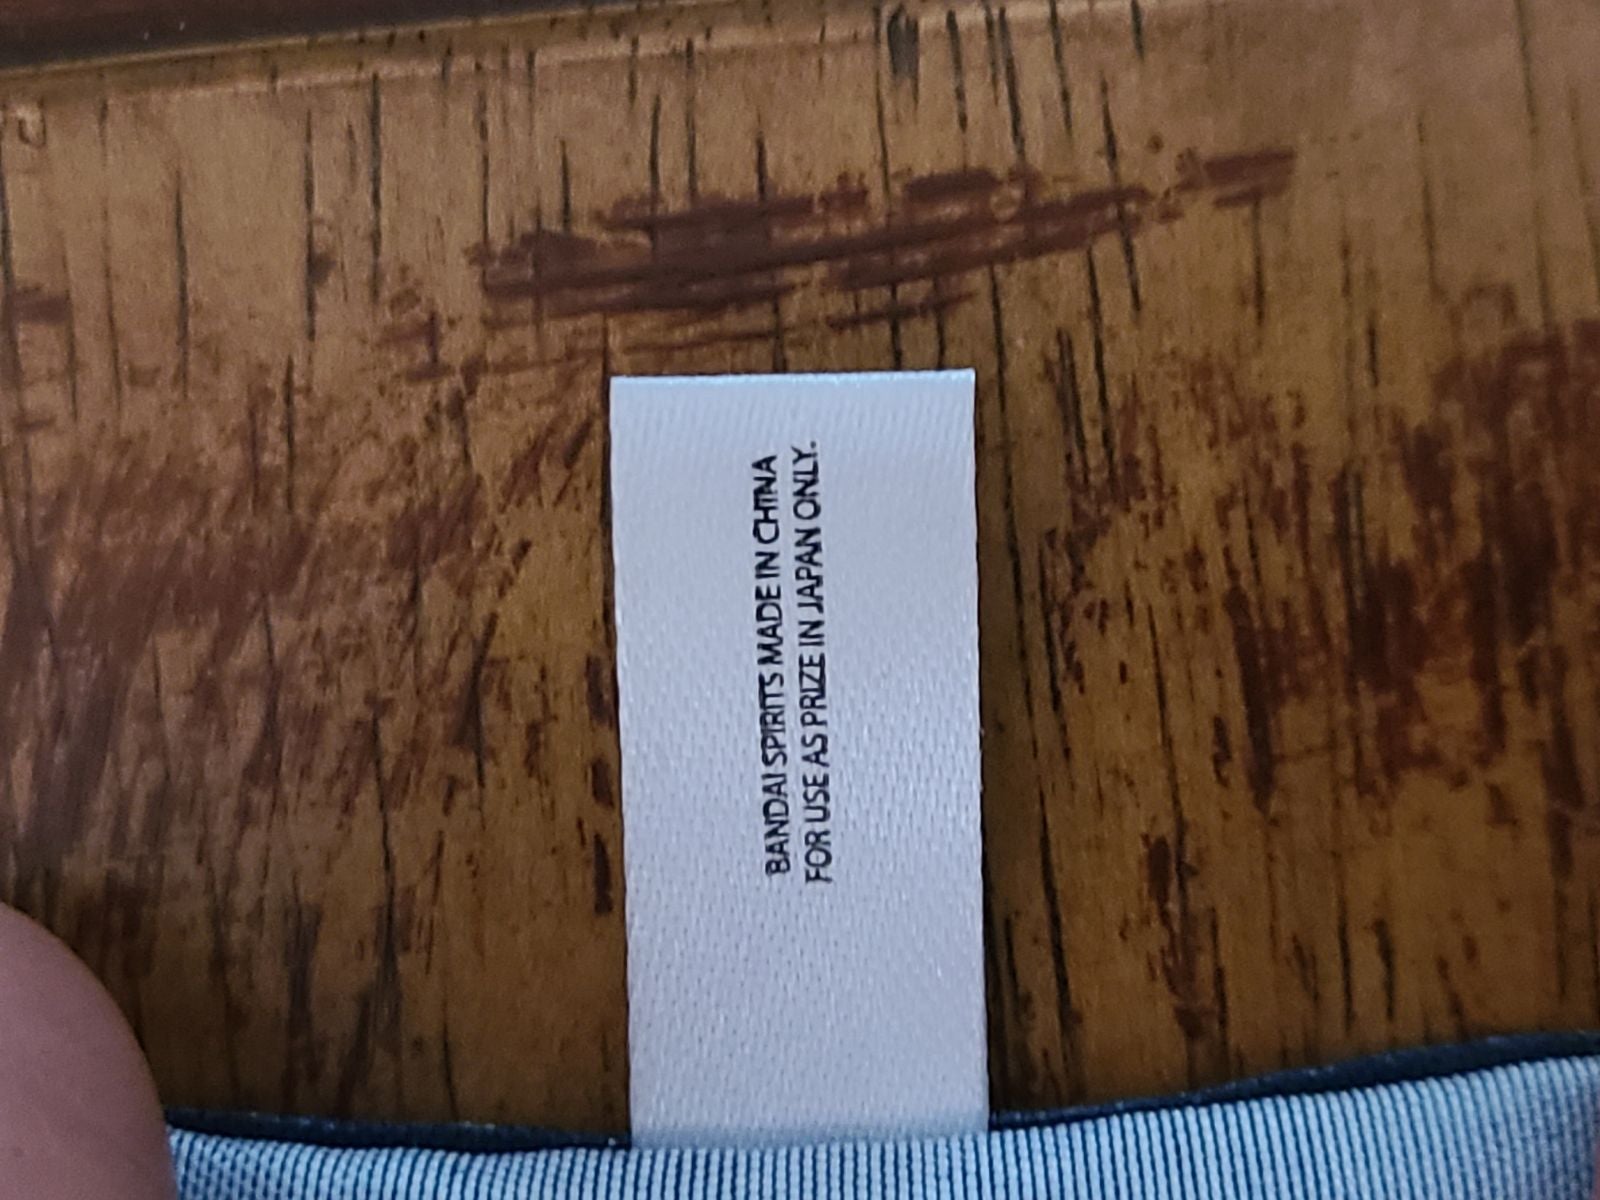 BANDAI SPIRITS MADE IN CHINA
FOR USE AS PRIZE IN JAPAN ONLY.